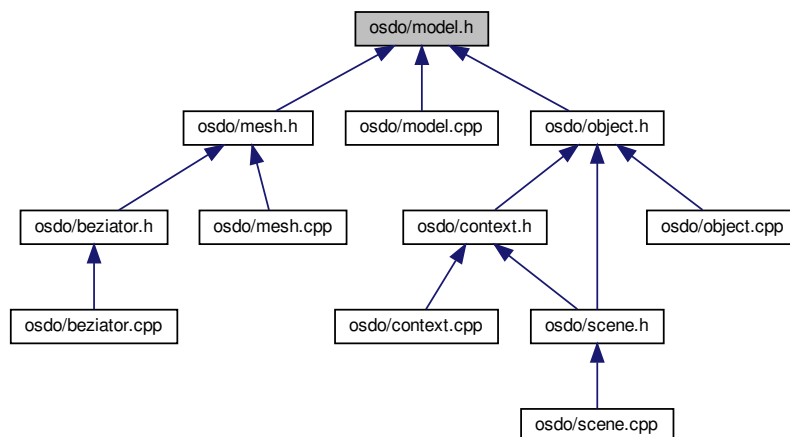 osdo/model.h
osdo/mesh.h
osdo/model.cpp
osdo/object.h
osdo/beziator.h
osdo/mesh.cpp
osdo/context.h
osdo/object.cpp
osdo/beziator.cpp
osdo/context.cpp
osdo/scene.h
osdo/scene.cpp